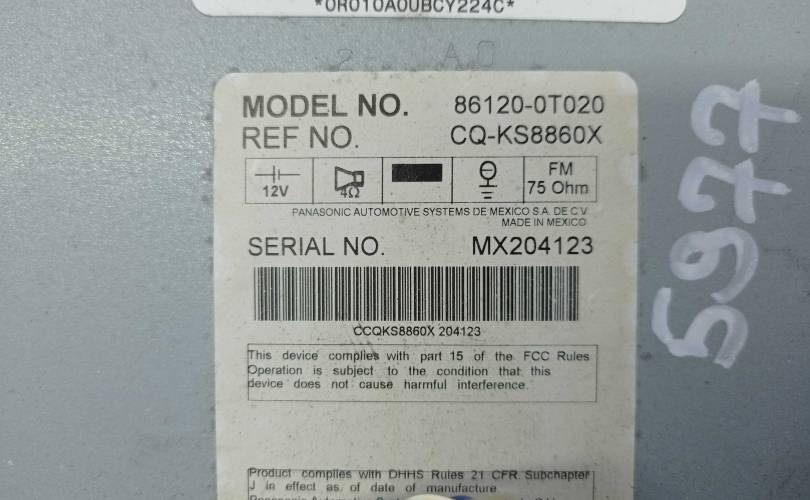 *0R010A0UBCY224C*
MODEL NO. 86120-0T020
REF NO. CQ-KS8860X
12V 4Ω FM 75 Ohm
PANASONIC AUTOMOTIVE SYSTEMS DE MEXICO S.A. DE C.V
MADE IN MEXICO
SERIAL NO. MX204123
CCQKS8860X 204123
This device complies with part 15 of the FCC Rules
Operation is subject to the condition that this
device does not cause harmful interference.
Product complies with DHHS Rules 21 CFR Subchapter
J in effect as of date of manufacture
5977